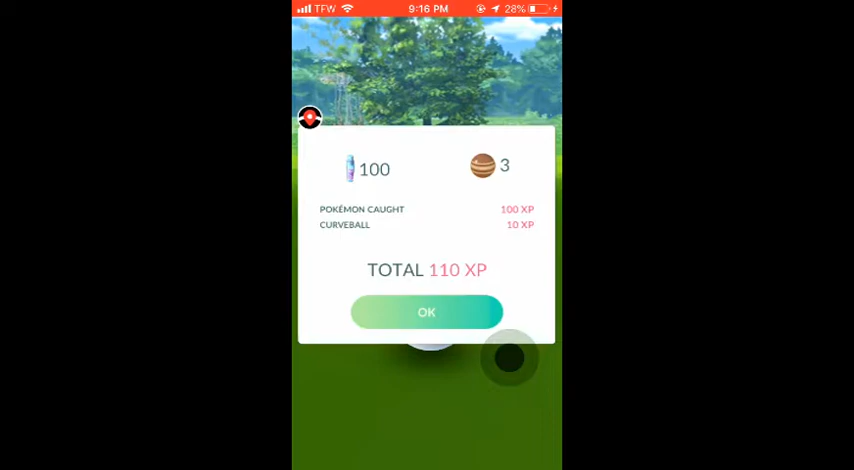 TFW 9:16 PM 28%
100 3
POKÉMON CAUGHT 100 XP
CURVEBALL 10 XP
TOTAL 110 XP
OK